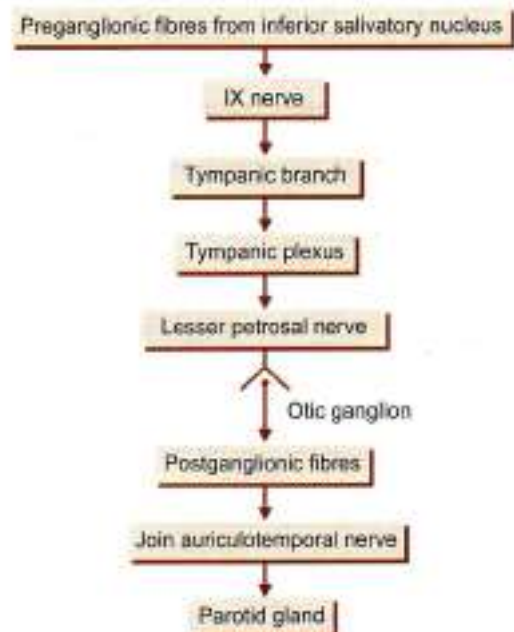 Preganglionic fibres from inferior salivatory nucleus
IX nerve
Tympanic branch
Tympanic plexus
Lesser petrosal nerve
Otic ganglion
Postganglionic fibres
Join auriculotemporal nerve
Parotid gland